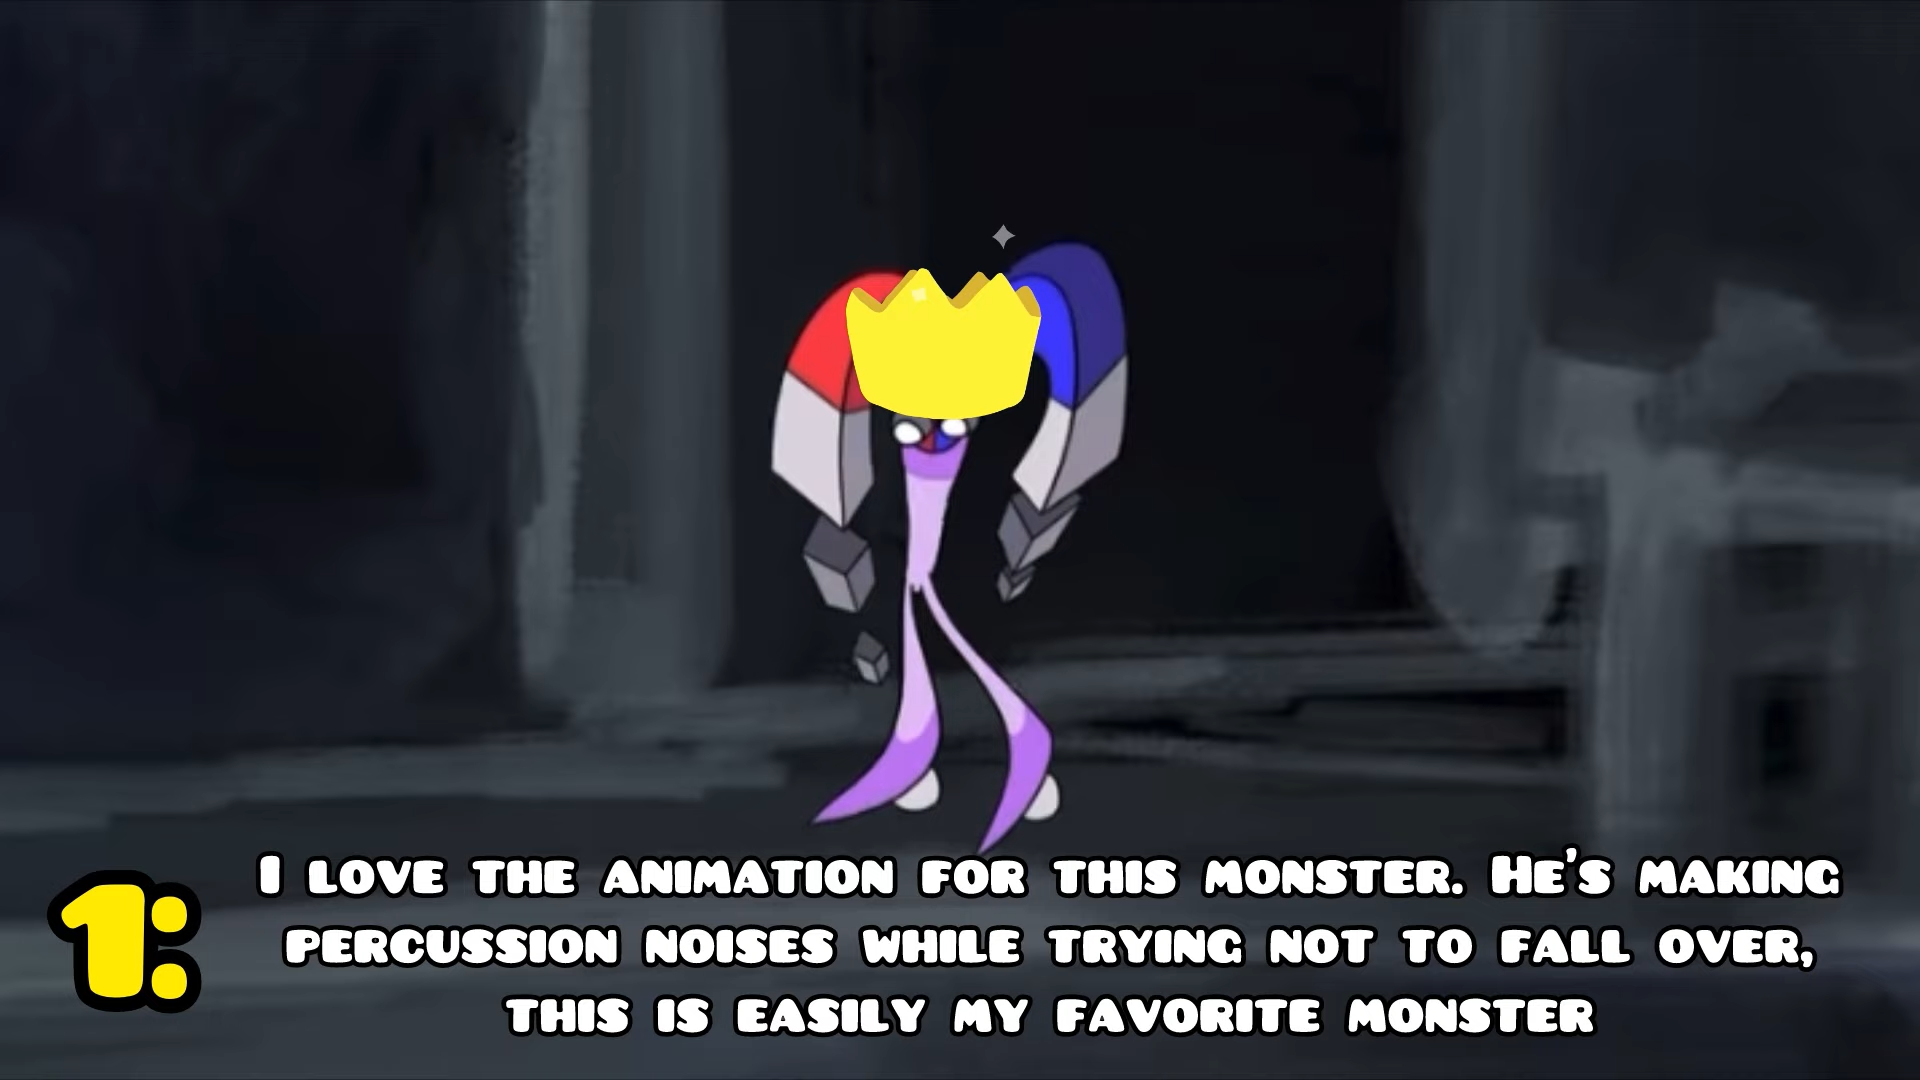 1:
I LOVE THE ANIMATION FOR THIS MONSTER. HE'S MAKING
PERCUSSION NOISES WHILE TRYING NOT TO FALL OVER,
THIS IS EASILY MY FAVORITE MONSTER